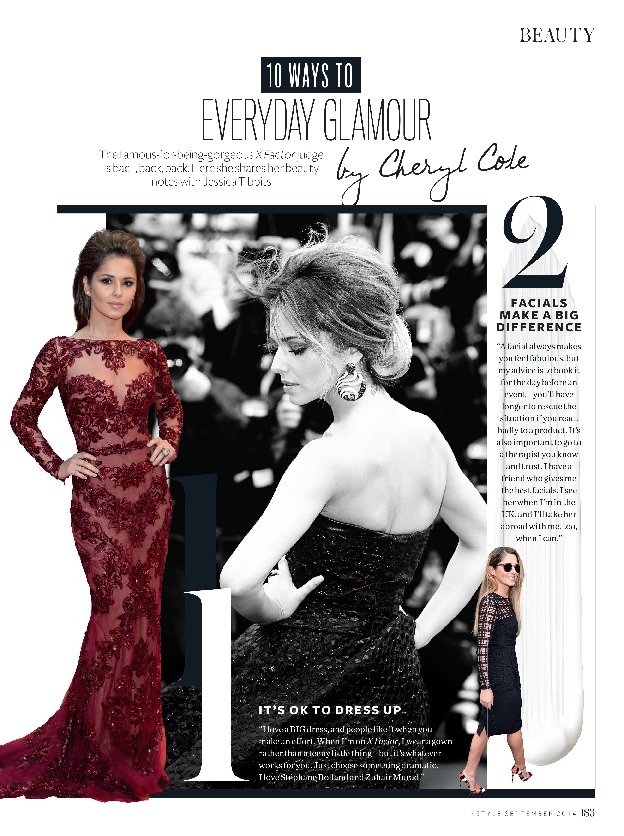 BEAUTY
10 WAYS TO
EVERYDAY GLAMOUR
by Cheryl Cole
The famous-for-being-gorgeous X Factor judge
is back, back, back. Here she shares her beauty
notes with Jessica Tibbits
2
FACIALS
MAKE A BIG
DIFFERENCE
“A facial always makes
you feel fabulous, but
my advice is to book it
for the day before an
event – you’ll have
longer to rescue the
situation if you react
badly to a product. It’s
also important to go to
a therapist you know
and trust. I have a
friend who gives me
the best facials. I see
her when I’m in the
UK, and I’ll take her
abroad with me, too,
when I can.”
1
IT’S OK TO DRESS UP
“I love a BIG dress, and people like it when you
make an effort. When I’m on X Factor, I wear a gown
rather than a teeny little thing – but it’s whatever
works for you. Just choose something dramatic.
I love Stéphane Rolland and Zuhair Murad.”
INSTYLE SEPTEMBER 2014 183